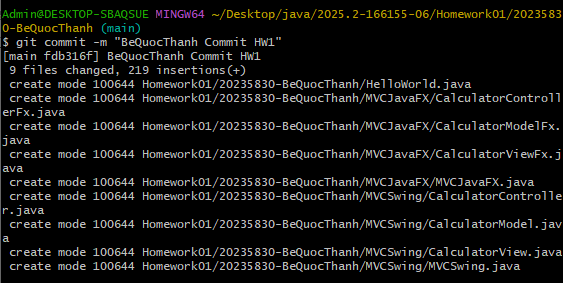 Admin@DESKTOP-SBAQSUE MINGW64 ~/Desktop/java/2025.2-166155-06/Homework01/2023583
0-BeQuocThanh (main)
$ git commit -m "BeQuocThanh Commit HW1"
[main fdb316f] BeQuocThanh Commit HW1
 9 files changed, 219 insertions(+)
 create mode 100644 Homework01/20235830-BeQuocThanh/HelloWorld.java
 create mode 100644 Homework01/20235830-BeQuocThanh/MVCJavaFX/CalculatorControll
erFx.java
 create mode 100644 Homework01/20235830-BeQuocThanh/MVCJavaFX/CalculatorModelFx.
java
 create mode 100644 Homework01/20235830-BeQuocThanh/MVCJavaFX/CalculatorViewFx.j
ava
 create mode 100644 Homework01/20235830-BeQuocThanh/MVCJavaFX/MVCJavaFX.java
 create mode 100644 Homework01/20235830-BeQuocThanh/MVCSwing/CalculatorControlle
r.java
 create mode 100644 Homework01/20235830-BeQuocThanh/MVCSwing/CalculatorModel.jav
a
 create mode 100644 Homework01/20235830-BeQuocThanh/MVCSwing/CalculatorView.java
 create mode 100644 Homework01/20235830-BeQuocThanh/MVCSwing/MVCSwing.java